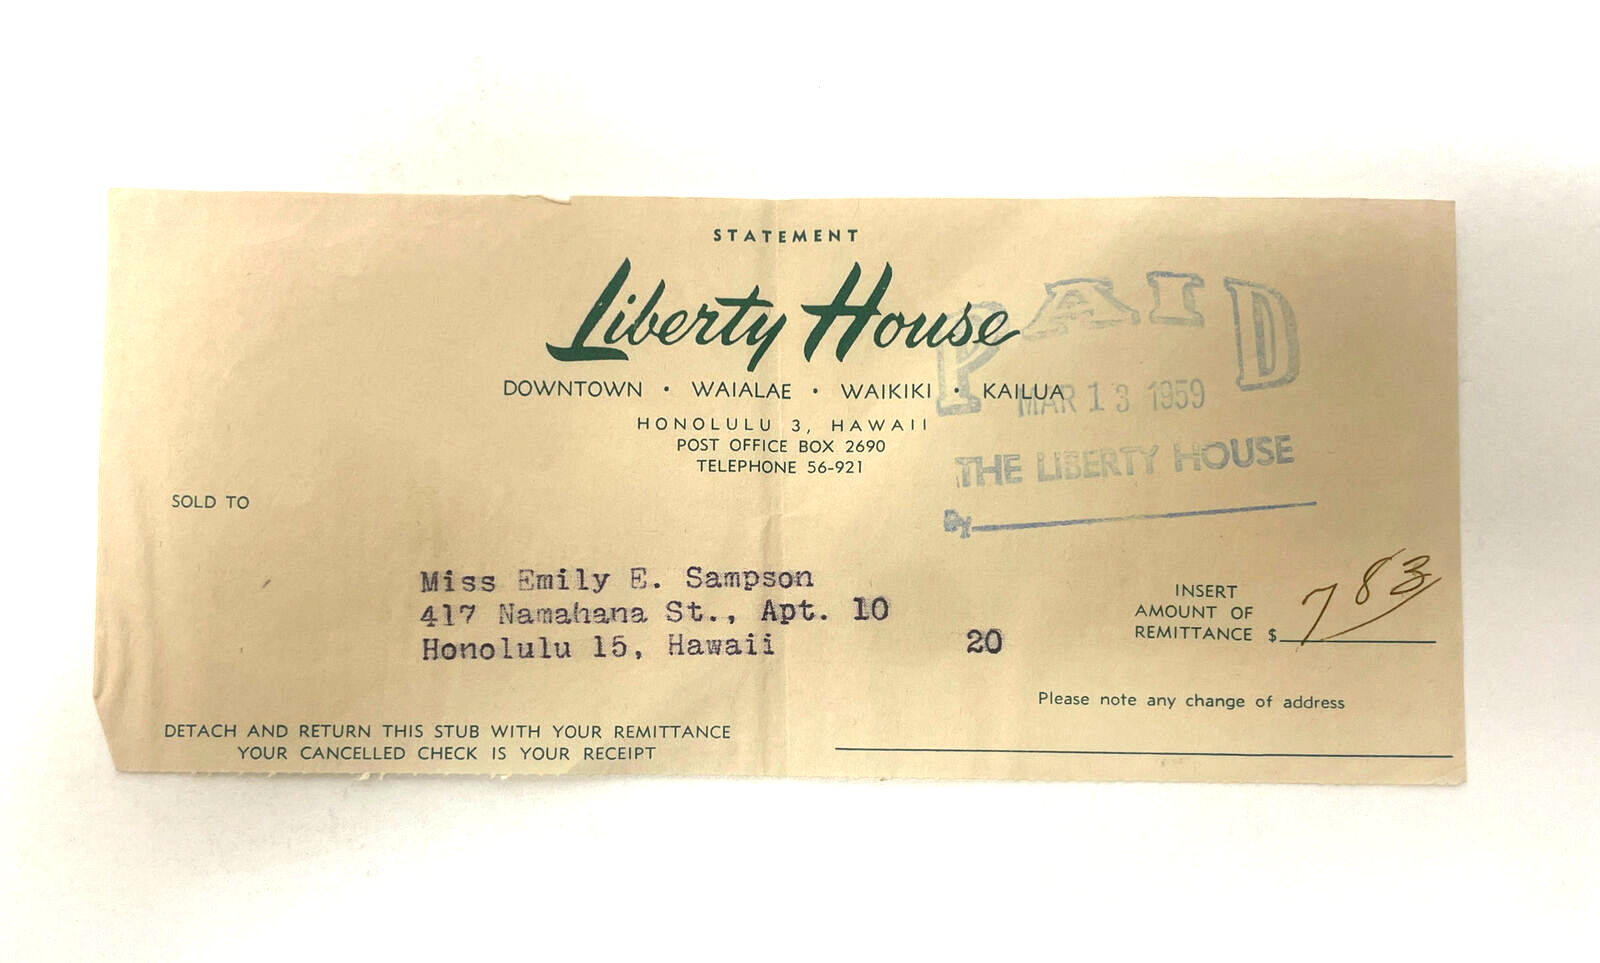 STATEMENT
Liberty House
DOWNTOWN • WAIALAE • WAIKIKI • KAILUA
HONOLULU 3, HAWAII
POST OFFICE BOX 2690
TELEPHONE 56-921
PAID
MAR 13 1959
THE LIBERTY HOUSE
BY
SOLD TO
Miss Emily E. Sampson
417 Namahana St., Apt. 10
Honolulu 15, Hawaii
20
INSERT
AMOUNT OF
REMITTANCE $ 7 83
Please note any change of address
DETACH AND RETURN THIS STUB WITH YOUR REMITTANCE
YOUR CANCELLED CHECK IS YOUR RECEIPT